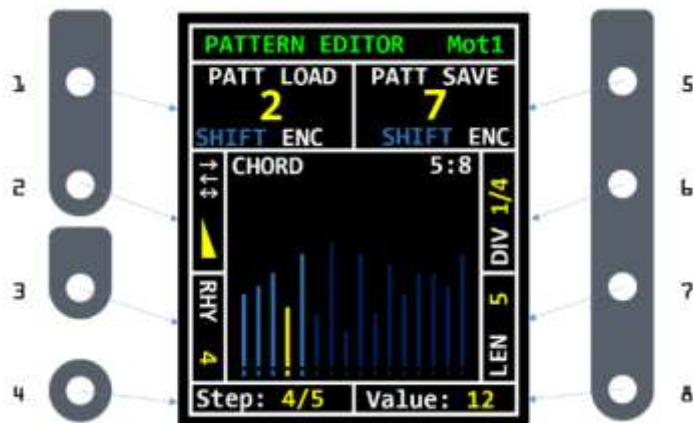 PATTERN EDITOR Mot1
PATT LOAD
2
SHIFT ENC
PATT SAVE
7
SHIFT ENC
↑↓↕
CHORD 5:8
DIV 1/4
RHY 4
LEN 5
Step: 4/5
Value: 12
1
2
3
4
5
6
7
8